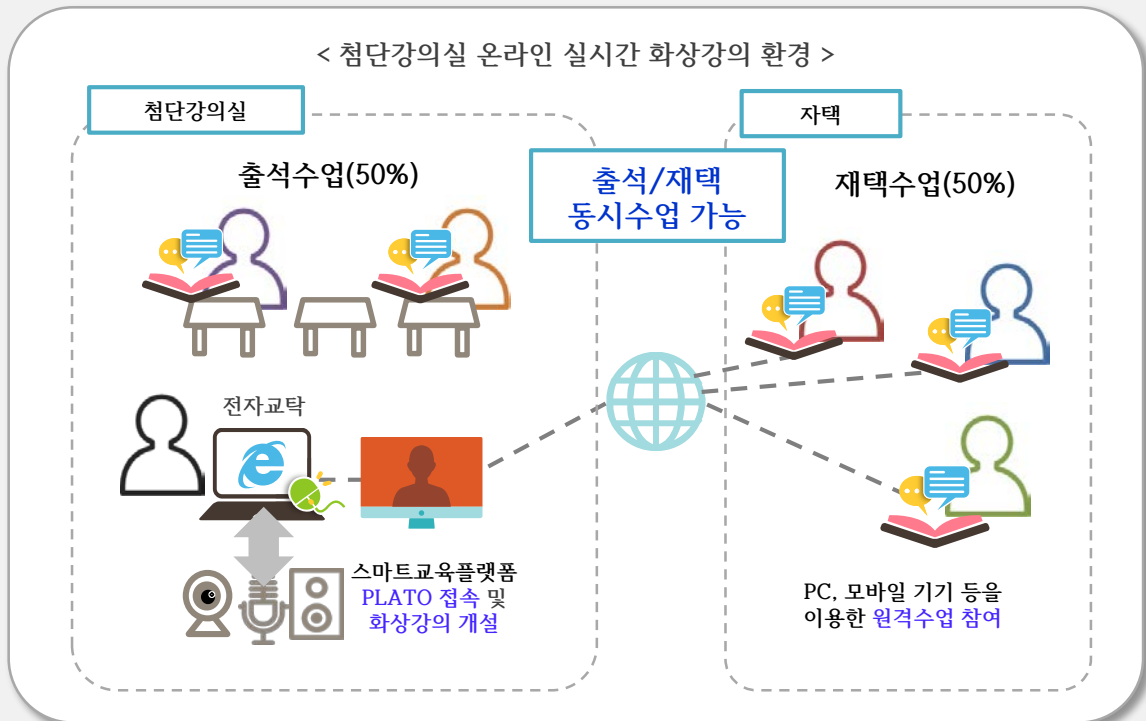 < 첨단강의실 온라인 실시간 화상강의 환경 >
첨단강의실
출석수업(50%)
출석/재택
동시수업 가능
자택
재택수업(50%)
전자교탁
스마트교육플랫폼
PLATO 접속 및
화상강의 개설
PC, 모바일 기기 등을
이용한 원격수업 참여